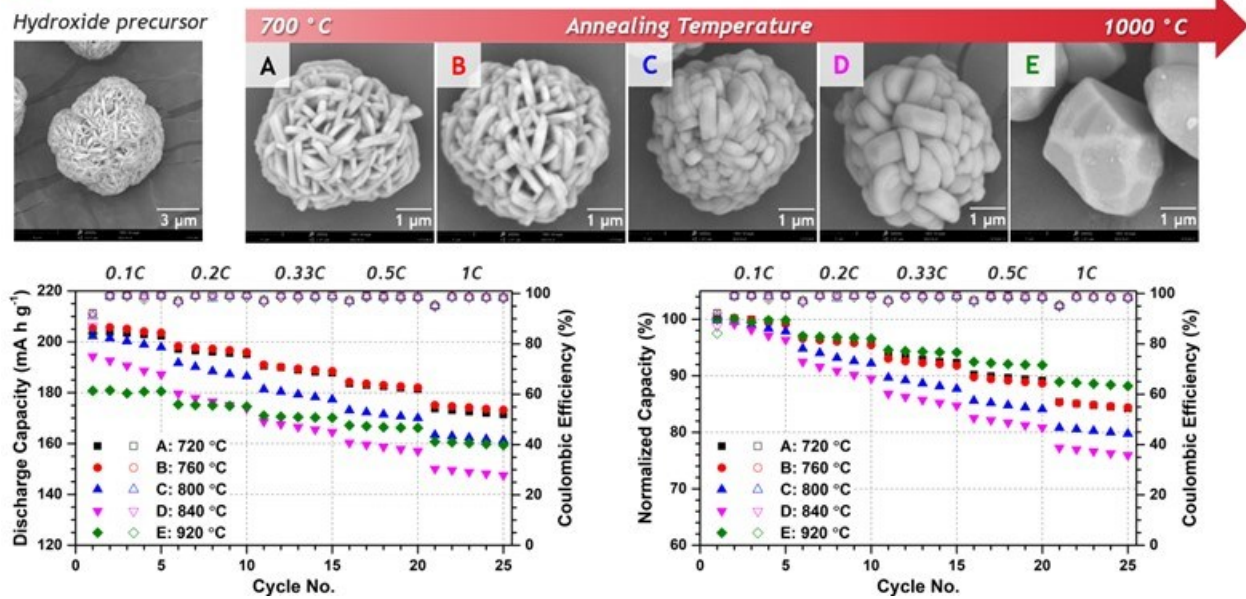 Hydroxide precursor
700 °C Annealing Temperature 1000 °C
A B C D E
3 μm 1 μm 1 μm 1 μm 1 μm 1 μm
0.1C 0.2C 0.33C 0.5C 1C
220
200
180
160
140
120
Discharge Capacity (mA h g⁻¹)
100
80
60
40
20
0
Coulombic Efficiency (%)
A: 720 °C
B: 760 °C
C: 800 °C
D: 840 °C
E: 920 °C
0 5 10 15 20 25
Cycle No.
0.1C 0.2C 0.33C 0.5C 1C
100
90
80
70
60
Normalized Capacity (%)
100
80
60
40
20
0
Coulombic Efficiency (%)
A: 720 °C
B: 760 °C
C: 800 °C
D: 840 °C
E: 920 °C
0 5 10 15 20 25
Cycle No.